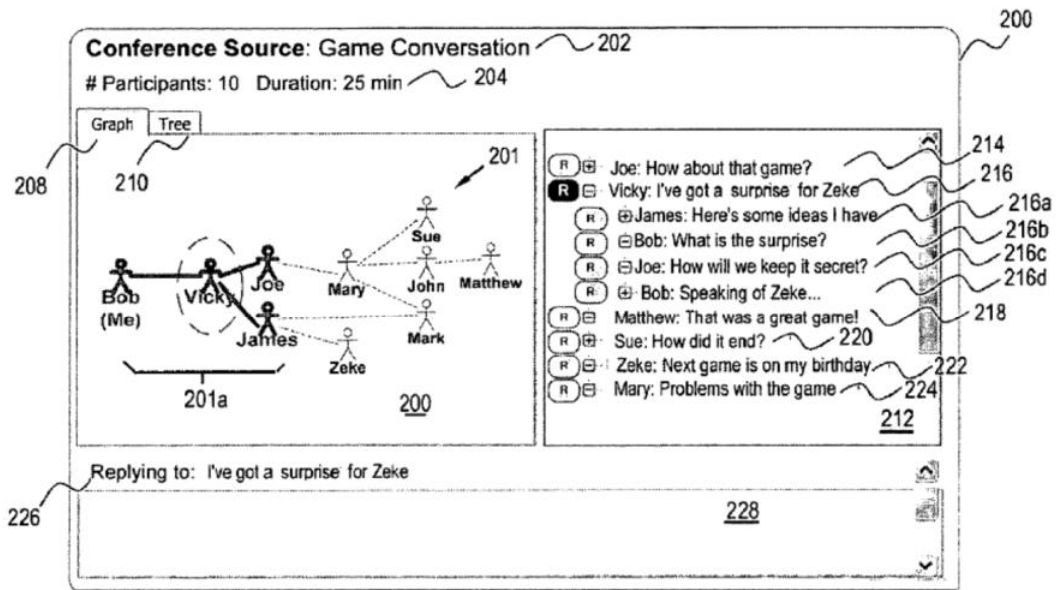 200
Conference Source: Game Conversation 202
# Participants: 10 Duration: 25 min 204
Graph Tree
208
210
201
Sue
Bob
(Me)
Vicky
Joe
Mary
John
Matthew
James
Zeke
Mark
201a
200
R Joe: How about that game? 214
R Vicky: I've got a surprise for Zeke 216
R James: Here's some ideas I have 216a
R Bob: What is the surprise? 216b
R Joe: How will we keep it secret? 216c
R Bob: Speaking of Zeke... 216d
R Matthew: That was a great game! 218
R Sue: How did it end? 220
R Zeke: Next game is on my birthday 222
R Mary: Problems with the game 224
212
Replying to: I've got a surprise for Zeke
226
228